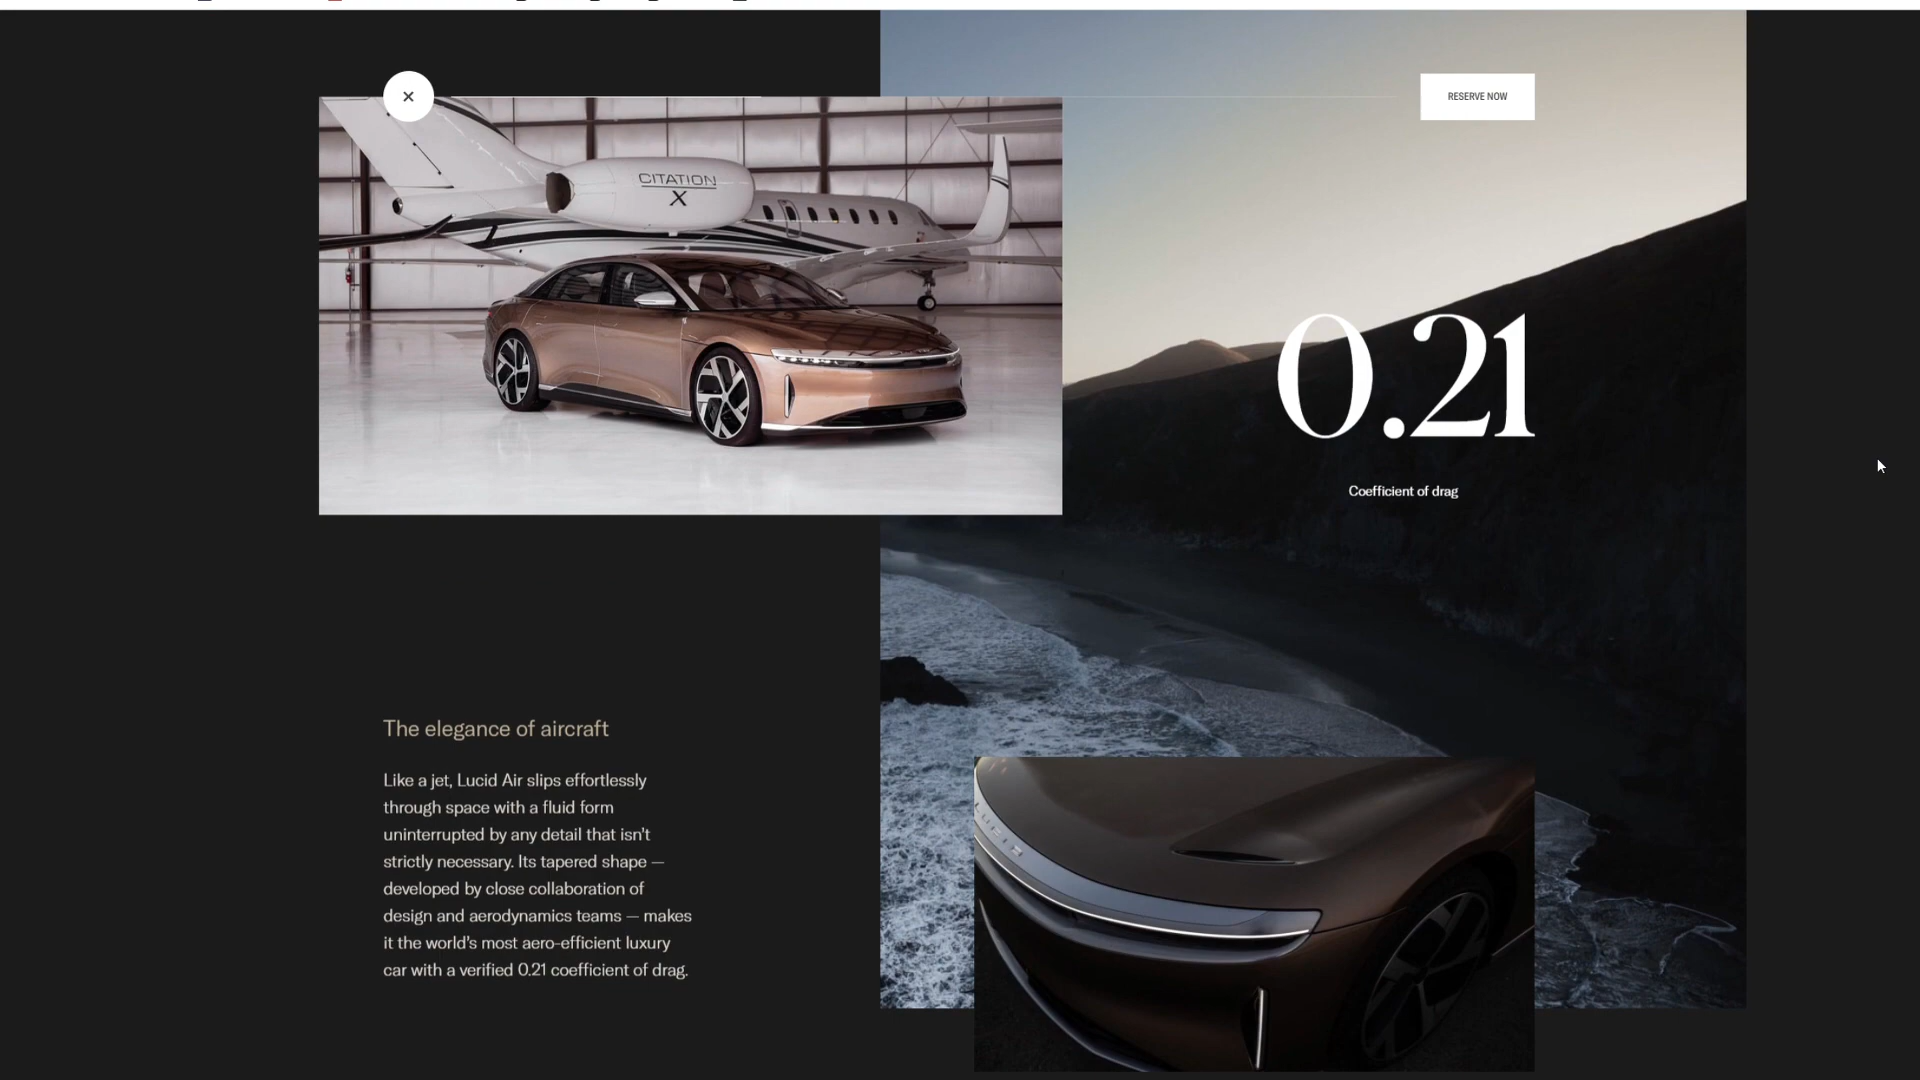 RESERVE NOW
CITATION
X
0.21
Coefficient of drag
The elegance of aircraft
Like a jet, Lucid Air slips effortlessly
through space with a fluid form
uninterrupted by any detail that isn't
strictly necessary. Its tapered shape —
developed by close collaboration of
design and aerodynamics teams — makes
it the world's most aero-efficient luxury
car with a verified 0.21 coefficient of drag.
LUCID